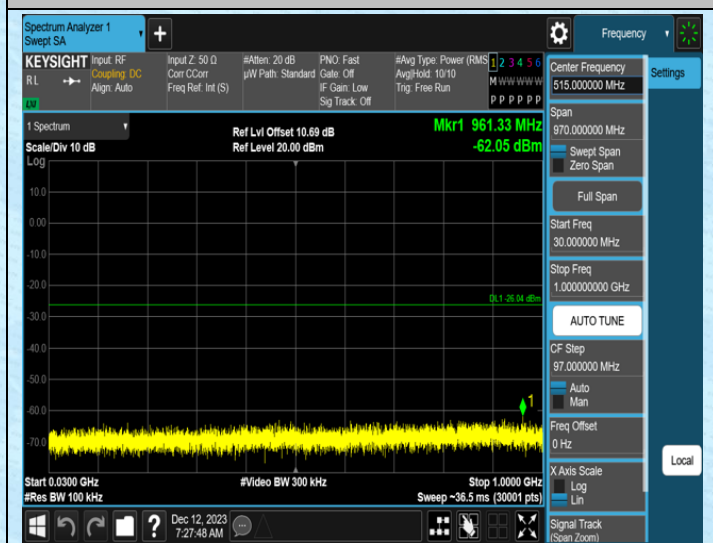 Spectrum Analyzer 1
Swept SA
Frequency
KEYSIGHT
R L
LXI
Input: RF
Coupling: DC
Align: Auto
Input Z: 50 Ω
Corr CCorr
Freq Ref: Int (S)
#Atten: 20 dB
µW Path: Standard
PNO: Fast
Gate: Off
IF Gain: Low
Sig Track: Off
#Avg Type: Power (RMS
Avg|Hold: 10/10
Trig: Free Run
1 2 3 4 5 6
M W W W W W
P P P P P P
1 Spectrum
Scale/Div 10 dB
Log
Ref Lvl Offset 10.69 dB
Ref Level 20.00 dBm
Mkr1 961.33 MHz
-62.05 dBm
10.0
0.00
-10.0
-20.0
DL1 -26.04 dBm
-30.0
-40.0
-50.0
1
-60.0
-70.0
Start 0.0300 GHz
#Res BW 100 kHz
#Video BW 300 kHz
Stop 1.0000 GHz
Sweep ~36.5 ms (30001 pts)
?
Dec 12, 2023
7:27:48 AM
Center Frequency
515.000000 MHz
Settings
Span
970.000000 MHz
Swept Span
Zero Span
Full Span
Start Freq
30.000000 MHz
Stop Freq
1.000000000 GHz
AUTO TUNE
CF Step
97.000000 MHz
Auto
Man
Freq Offset
0 Hz
X Axis Scale
Log
Lin
Local
Signal Track
(Span Zoom)